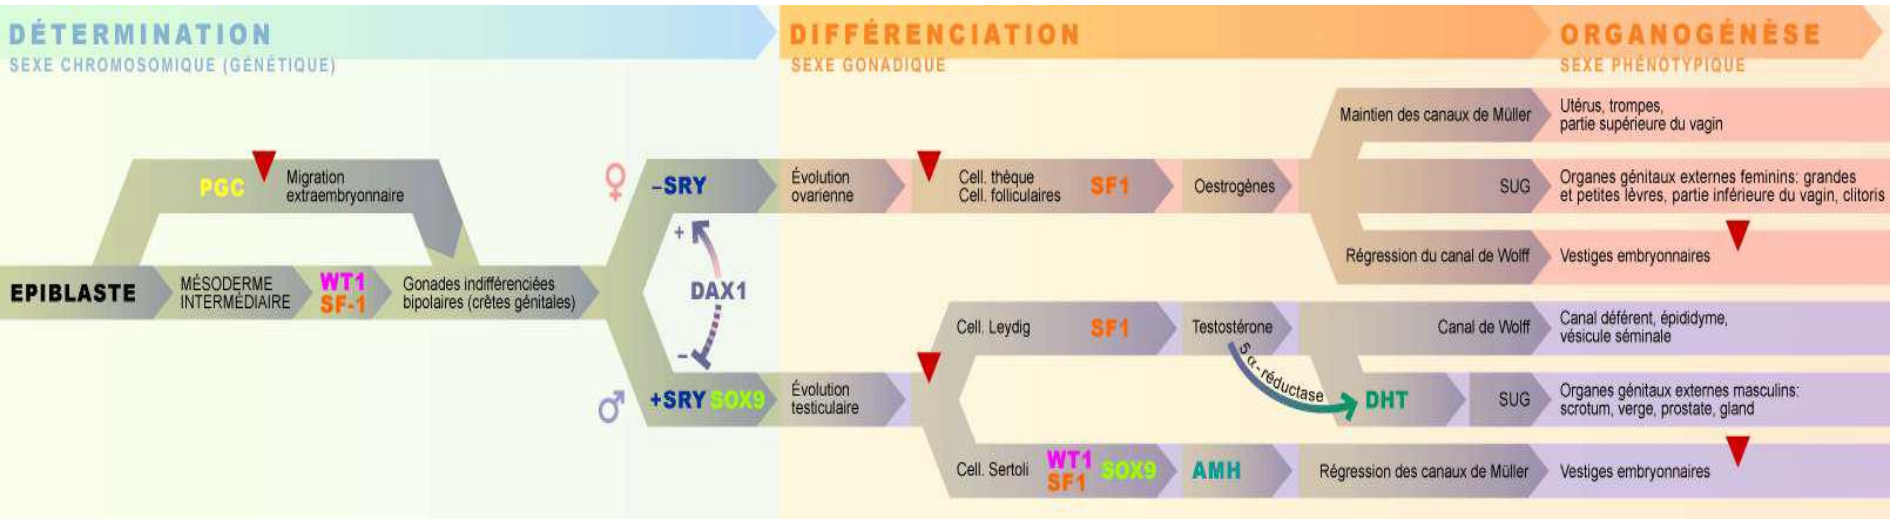 DÉTERMINATION
SEXE CHROMOSOMIQUE (GÉNÉTIQUE)
DIFFÉRENCIATION
SEXE GONADIQUE
ORGANOGÉNÈSE
SEXE PHÉNOTYPIQUE
EPIBLASTE
PGC
Migration
extraembryonnaire
MÉSODERME
INTERMÉDIAIRE
WT1
SF-1
Gonades indifférenciées
bipolaires (crêtes génitales)
♀
–SRY
+
DAX1
–
♂
+SRY SOX9
Évolution
ovarienne
Cell. thèque
Cell. folliculaires
SF1
Oestrogènes
Maintien des canaux de Müller
Utérus, trompes,
partie supérieure du vagin
SUG
Organes génitaux externes feminins: grandes
et petites lèvres, partie inférieure du vagin, clitoris
Régression du canal de Wolff
Vestiges embryonnaires
Évolution
testiculaire
Cell. Leydig
SF1
Testostérone
Canal de Wolff
Canal déférent, épididyme,
vésicule séminale
5 α-réductase
DHT
SUG
Organes génitaux externes masculins:
scrotum, verge, prostate, gland
Cell. Sertoli
WT1
SF1
SOX9
AMH
Régression des canaux de Müller
Vestiges embryonnaires